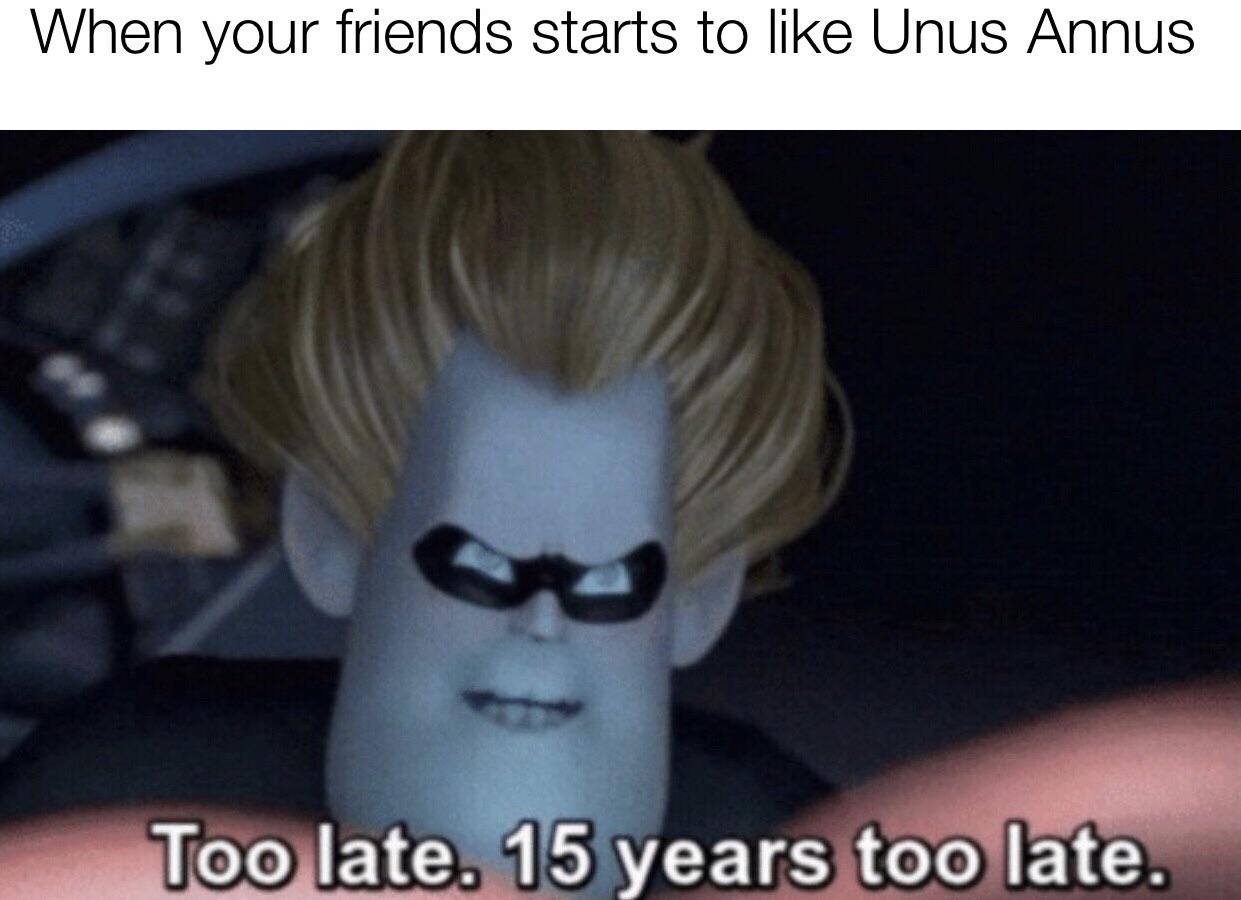 When your friends starts to like Unus Annus
Too late. 15 years too late.